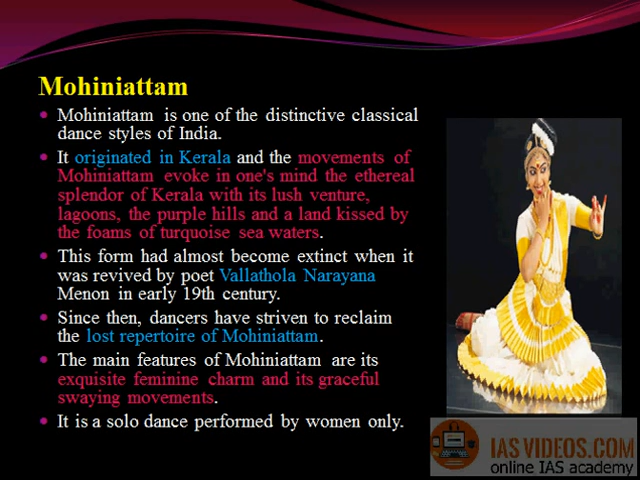 Mohiniattam
Mohiniattam is one of the distinctive classical
dance styles of India.
It originated in Kerala and the movements of
Mohiniattam evoke in one's mind the ethereal
splendor of Kerala with its lush venture,
lagoons, the purple hills and a land kissed by
the foams of turquoise sea waters.
This form had almost become extinct when it
was revived by poet Vallathola Narayana
Menon in early 19th century.
Since then, dancers have striven to reclaim
the lost repertoire of Mohiniattam.
The main features of Mohiniattam are its
exquisite feminine charm and its graceful
swaying movements.
It is a solo dance performed by women only.
IASVIDEOS.COM
online IAS academy